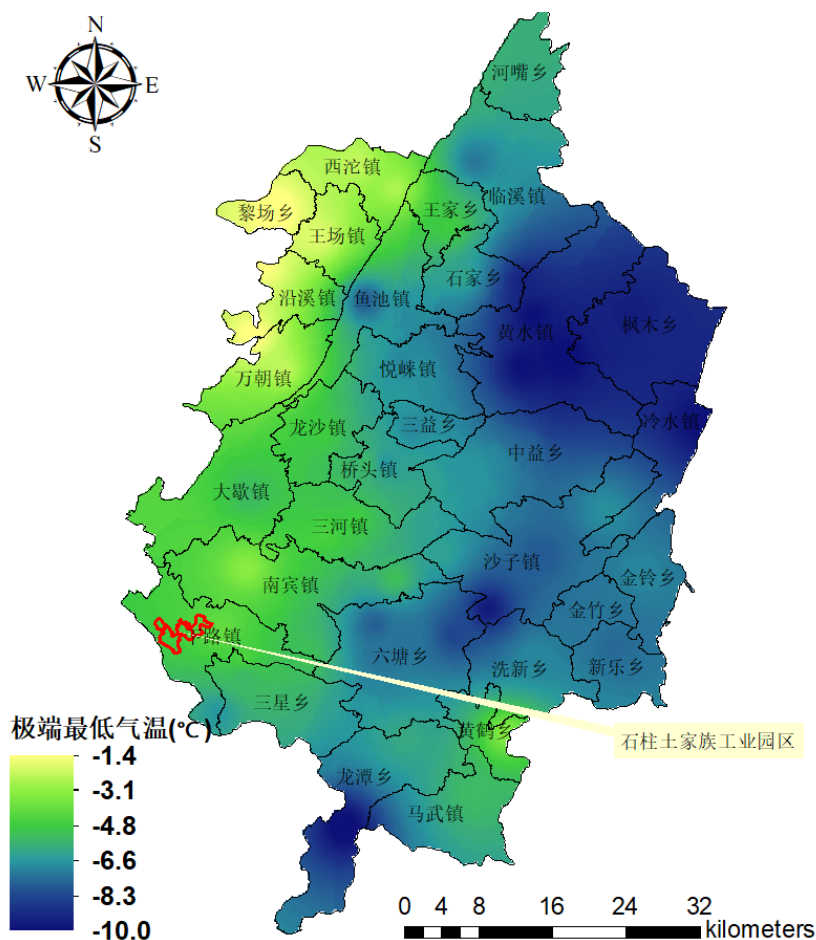 N
W
E
S
河嘴乡
西沱镇
临溪镇
王家乡
黎场乡
王场镇
石家乡
沿溪镇
鱼池镇
枫木乡
黄水镇
悦崃镇
万朝镇
冷水镇
龙沙镇
三益乡
中益乡
桥头镇
大歇镇
三河镇
沙子镇
金铃乡
南宾镇
金竹乡
路镇
六塘乡
洗新乡
新乐乡
三星乡
黄鹤乡
石柱土家族工业园区
龙潭乡
马武镇
极端最低气温(℃)
-1.4
-3.1
-4.8
-6.6
-8.3
-10.0
0 4 8 16 24 32
kilometers